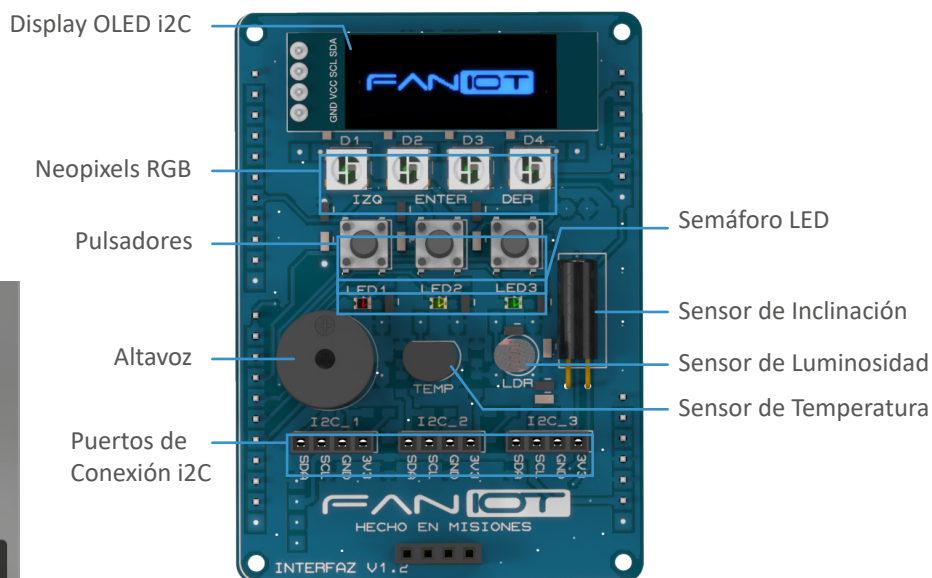 Display OLED i2C
GND VCC SCL SDA
FANIOT
D1 D2 D3 D4
Neopixels RGB
IZQ ENTER DER
Semáforo LED
Pulsadores
LED1 LED2 LED3
Sensor de Inclinación
Altavoz
Sensor de Luminosidad
TEMP
LDR
Sensor de Temperatura
I2C_1 I2C_2 I2C_3
Puertos de
Conexión i2C
SDA SCL GND 3V3 SDA SCL GND 3V3 SDA SCL GND 3V3
FANIOT
HECHO EN MISIONES
INTERFAZ V1.2